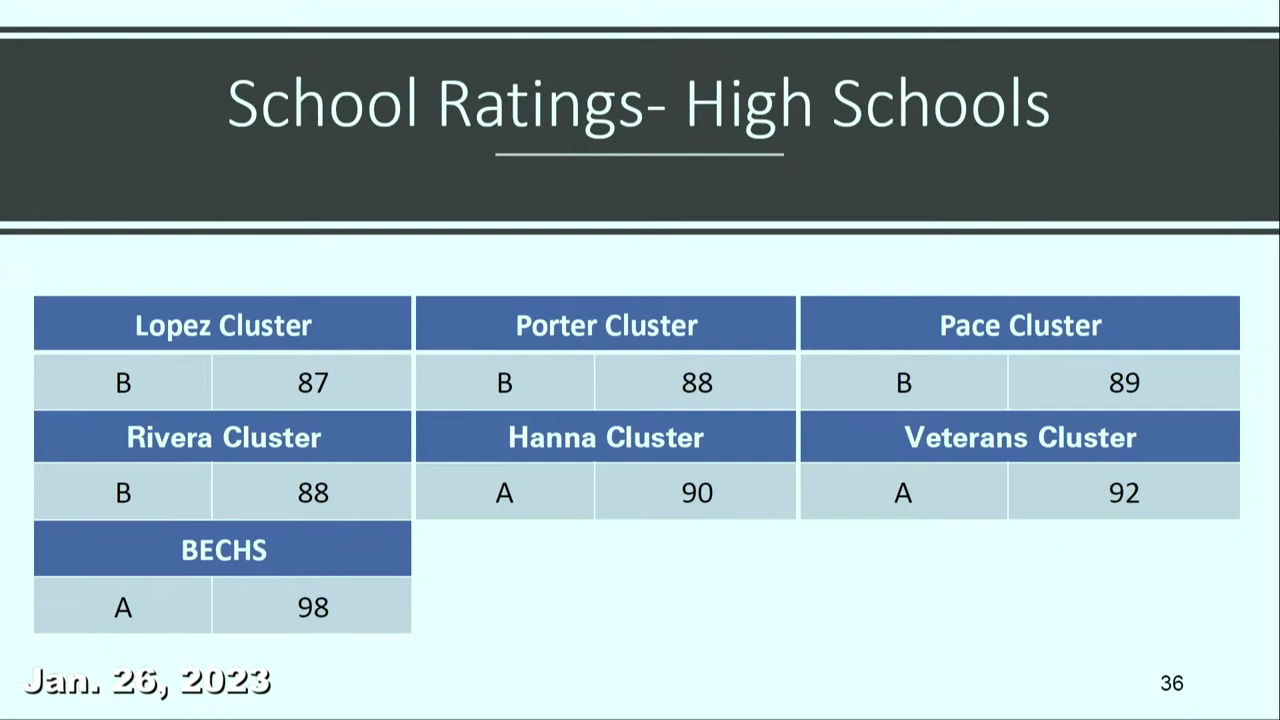 School Ratings- High Schools
Lopez Cluster Porter Cluster Pace Cluster
B 87 B 88 B 89
Rivera Cluster Hanna Cluster Veterans Cluster
B 88 A 90 A 92
BECHS
A 98
Jan. 26, 2023
36